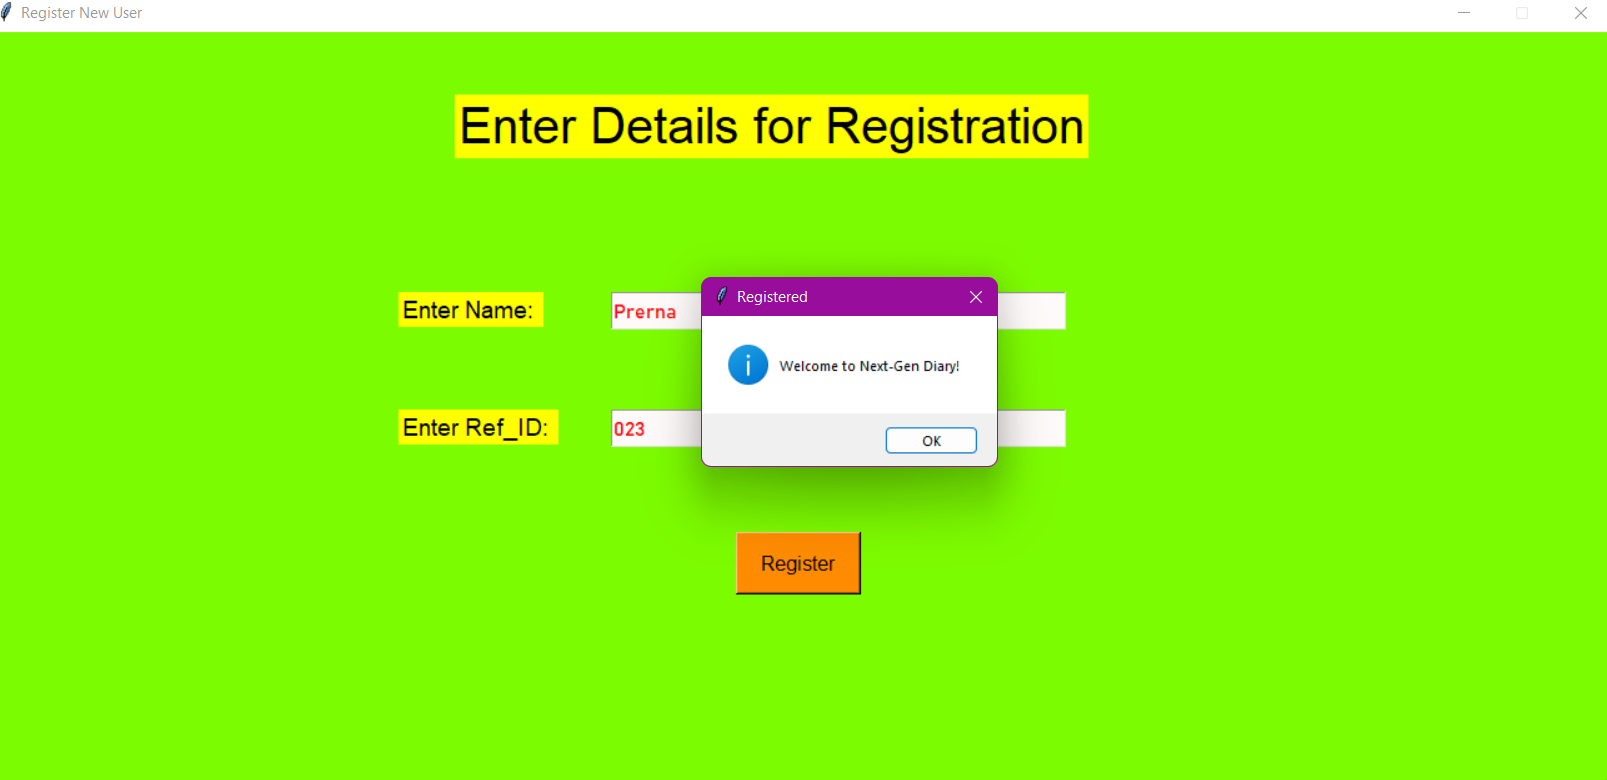 Register New User
Enter Details for Registration
Enter Name:
Prerna
Registered
Welcome to Next-Gen Diary!
OK
Enter Ref_ID:
023
Register